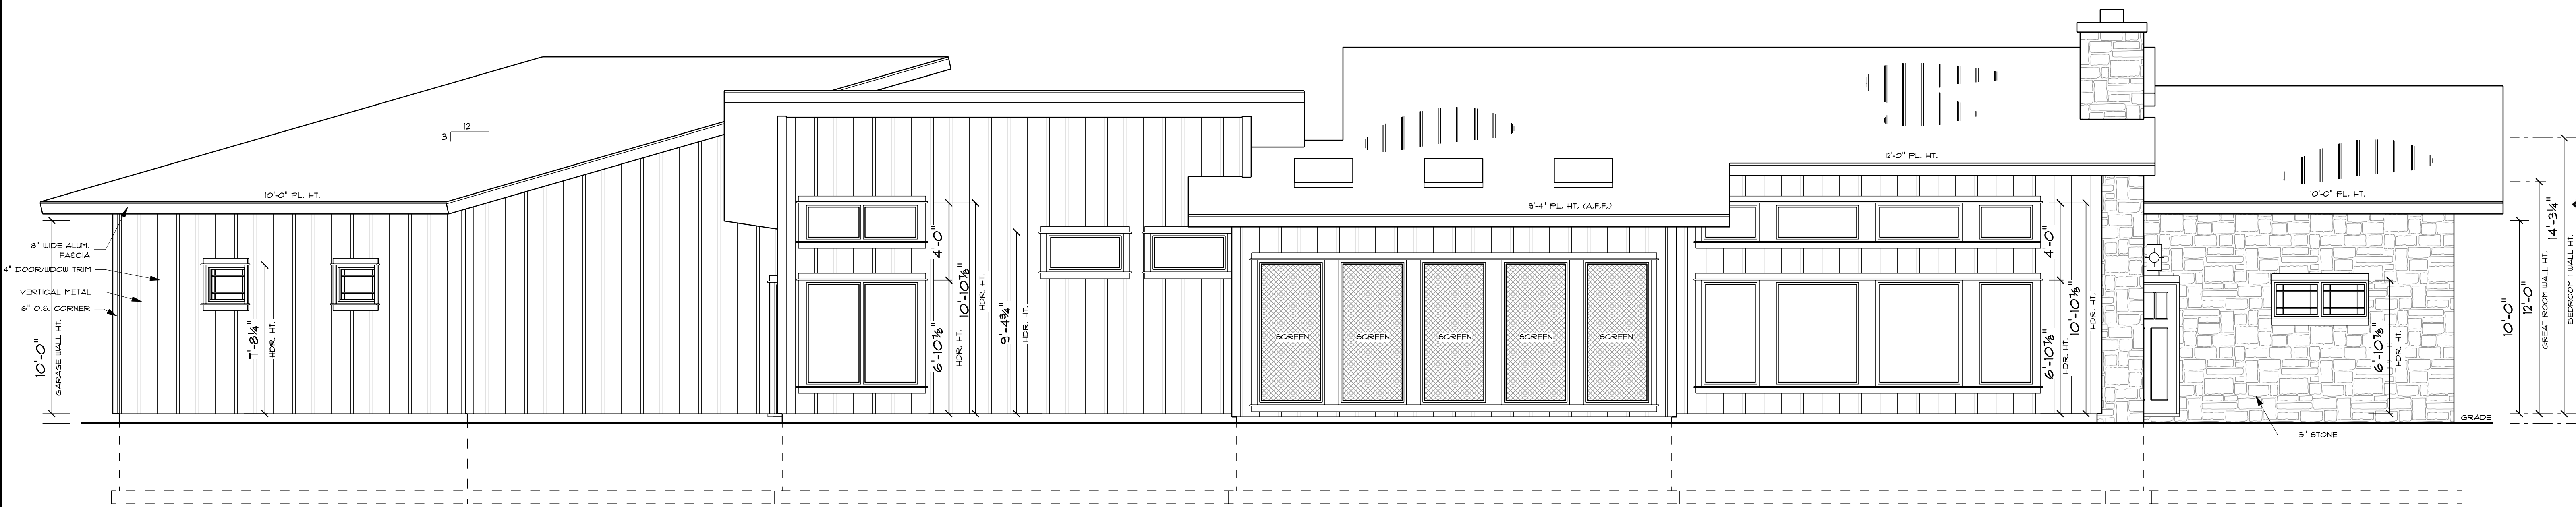 12
3
10'-0" PL. HT.
8" WIDE ALUM.
FASCIA
4" DOOR/WDOW TRIM
VERTICAL METAL
6" O.S. CORNER
10'-0"
GARAGE WALL HT.
7'-8¼"
HDR. HT.
4'-0"
6'-10⅞"
HDR. HT.
10'-10⅞"
HDR. HT.
9'-4¾"
HDR. HT.
9'-4" PL. HT. (A.F.F.)
SCREEN
SCREEN
SCREEN
SCREEN
SCREEN
12'-0" PL. HT.
4'-0"
6'-10⅞"
HDR. HT.
10'-10⅞"
HDR. HT.
10'-0" PL. HT.
6'-10⅞"
HDR. HT.
5" STONE
GRADE
10'-0"
12'-0"
GREAT ROOM WALL HT.
14'-3¼"
BEDROOM 1 WALL HT.